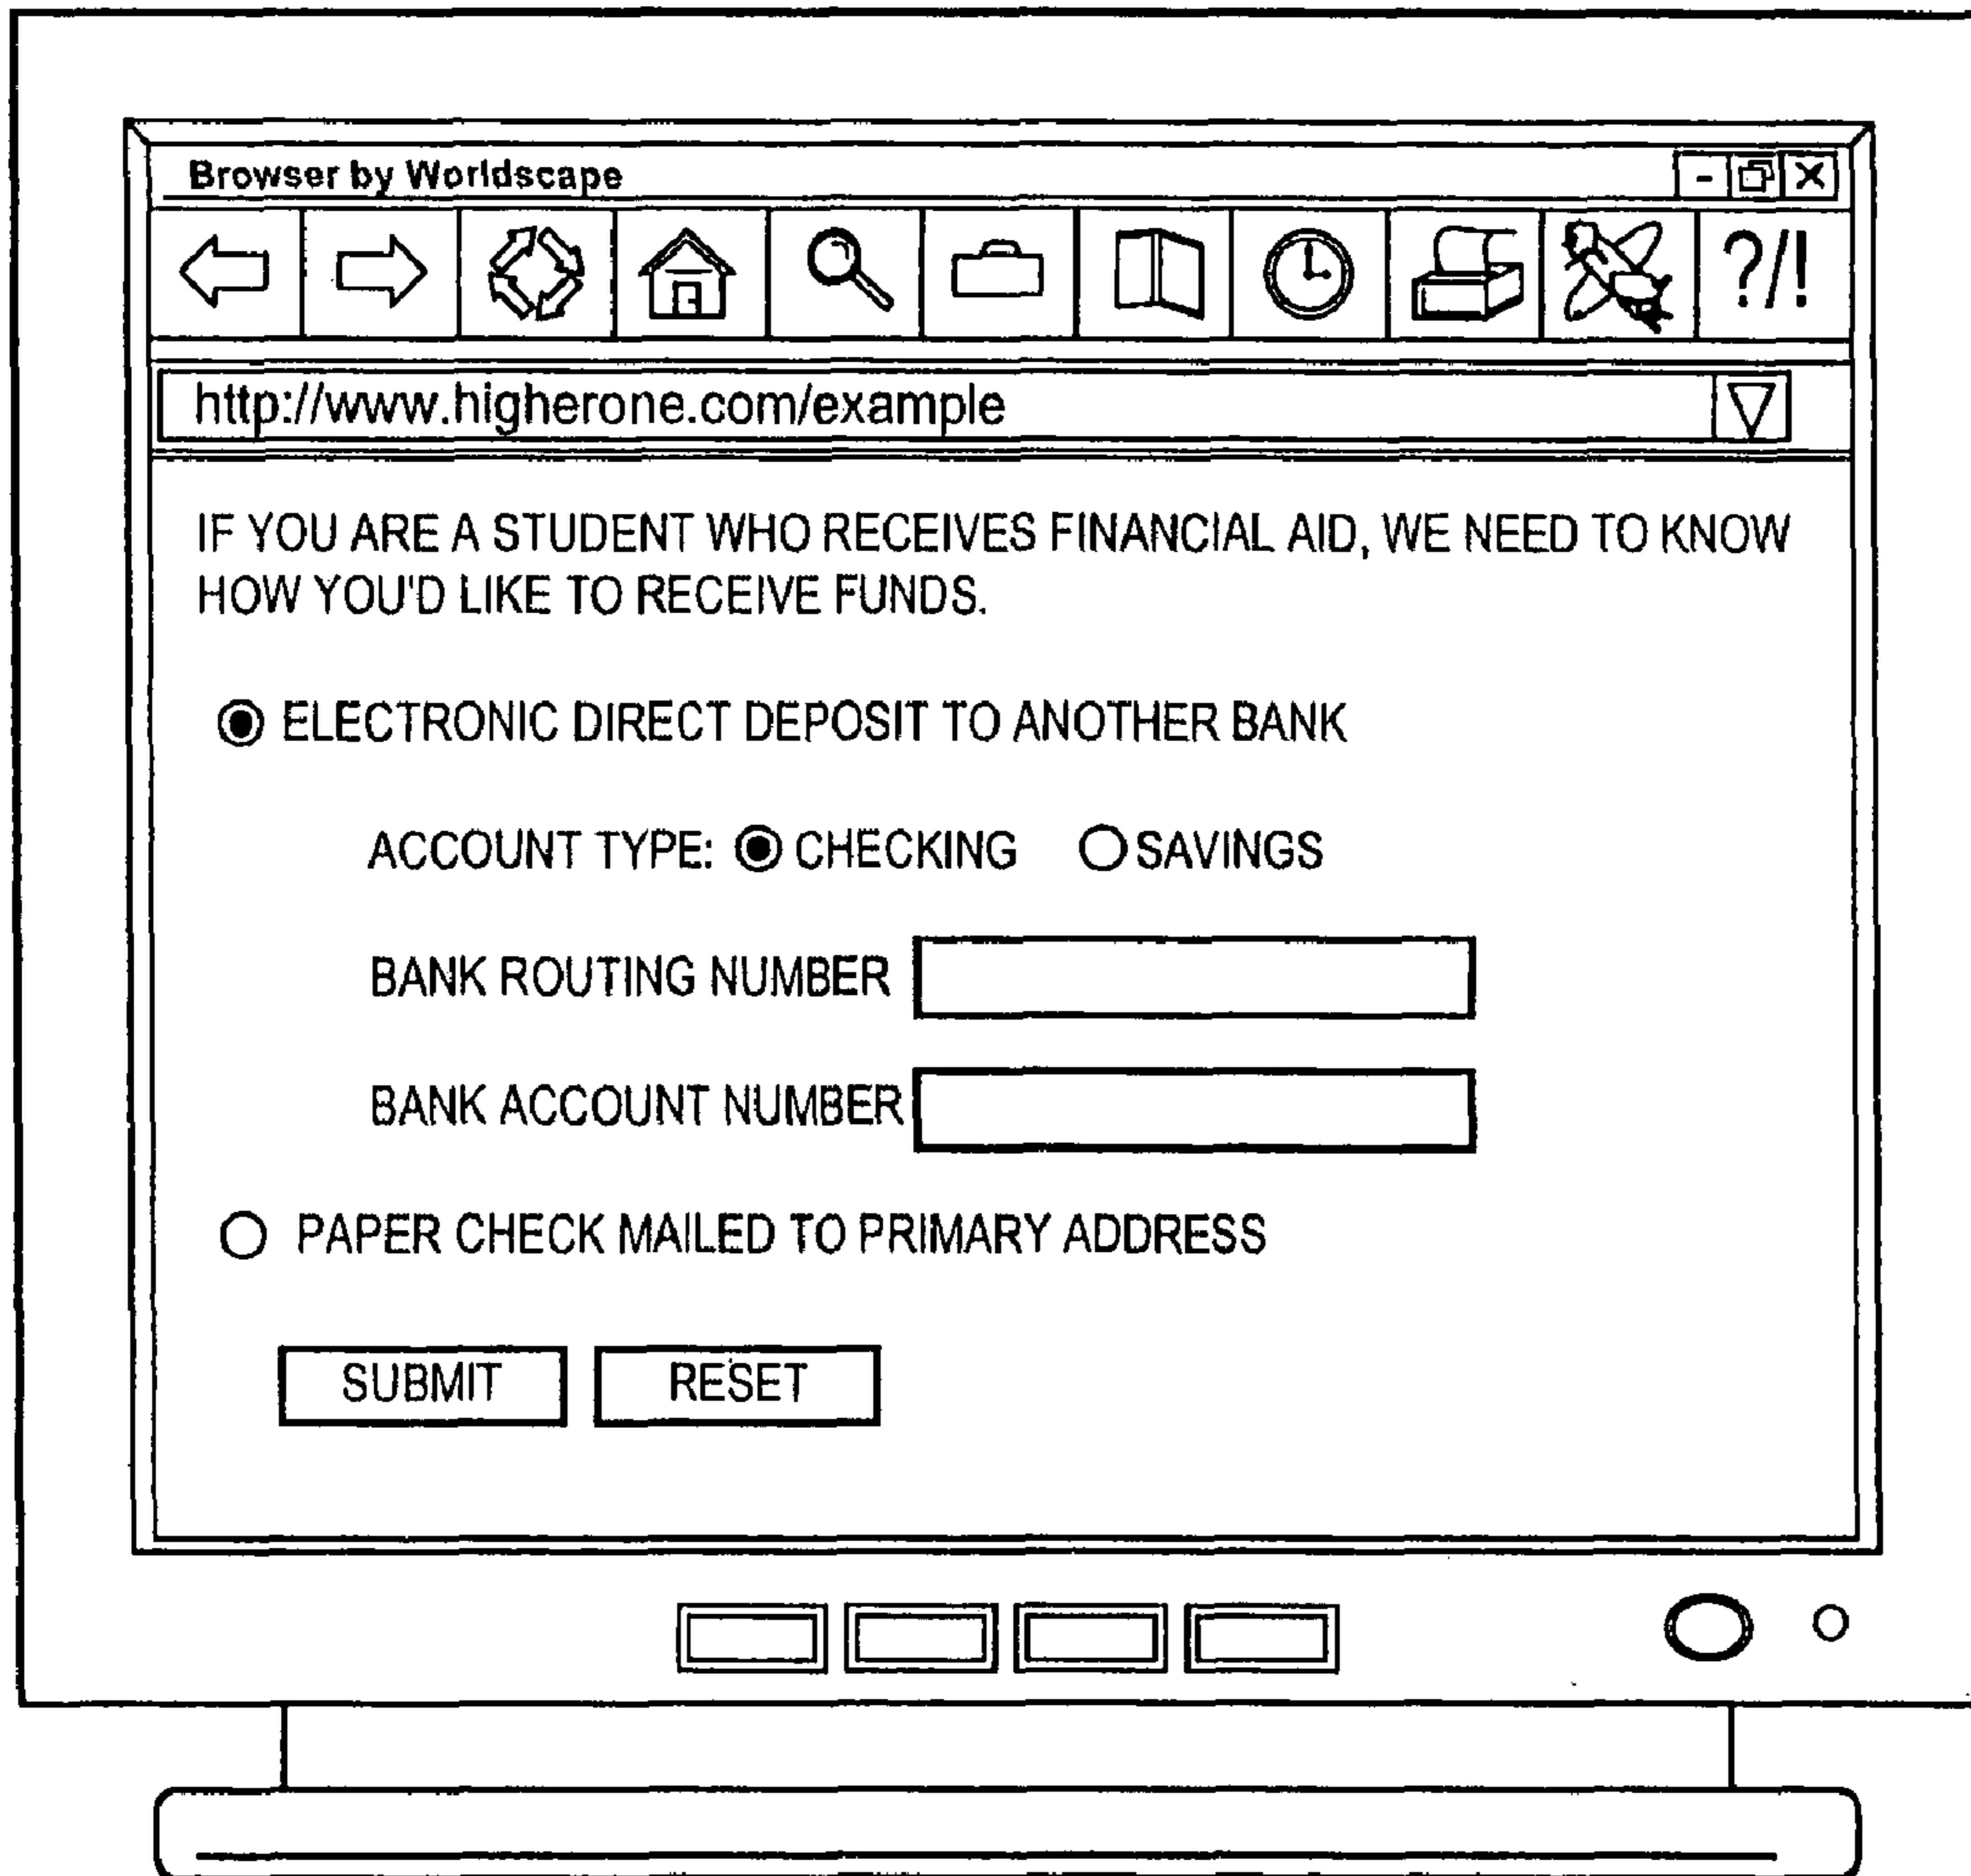 Browser by Worldscape
?/!
http://www.higherone.com/example
IF YOU ARE A STUDENT WHO RECEIVES FINANCIAL AID, WE NEED TO KNOW
HOW YOU'D LIKE TO RECEIVE FUNDS.
ELECTRONIC DIRECT DEPOSIT TO ANOTHER BANK
ACCOUNT TYPE: CHECKING SAVINGS
BANK ROUTING NUMBER
BANK ACCOUNT NUMBER
PAPER CHECK MAILED TO PRIMARY ADDRESS
SUBMIT RESET